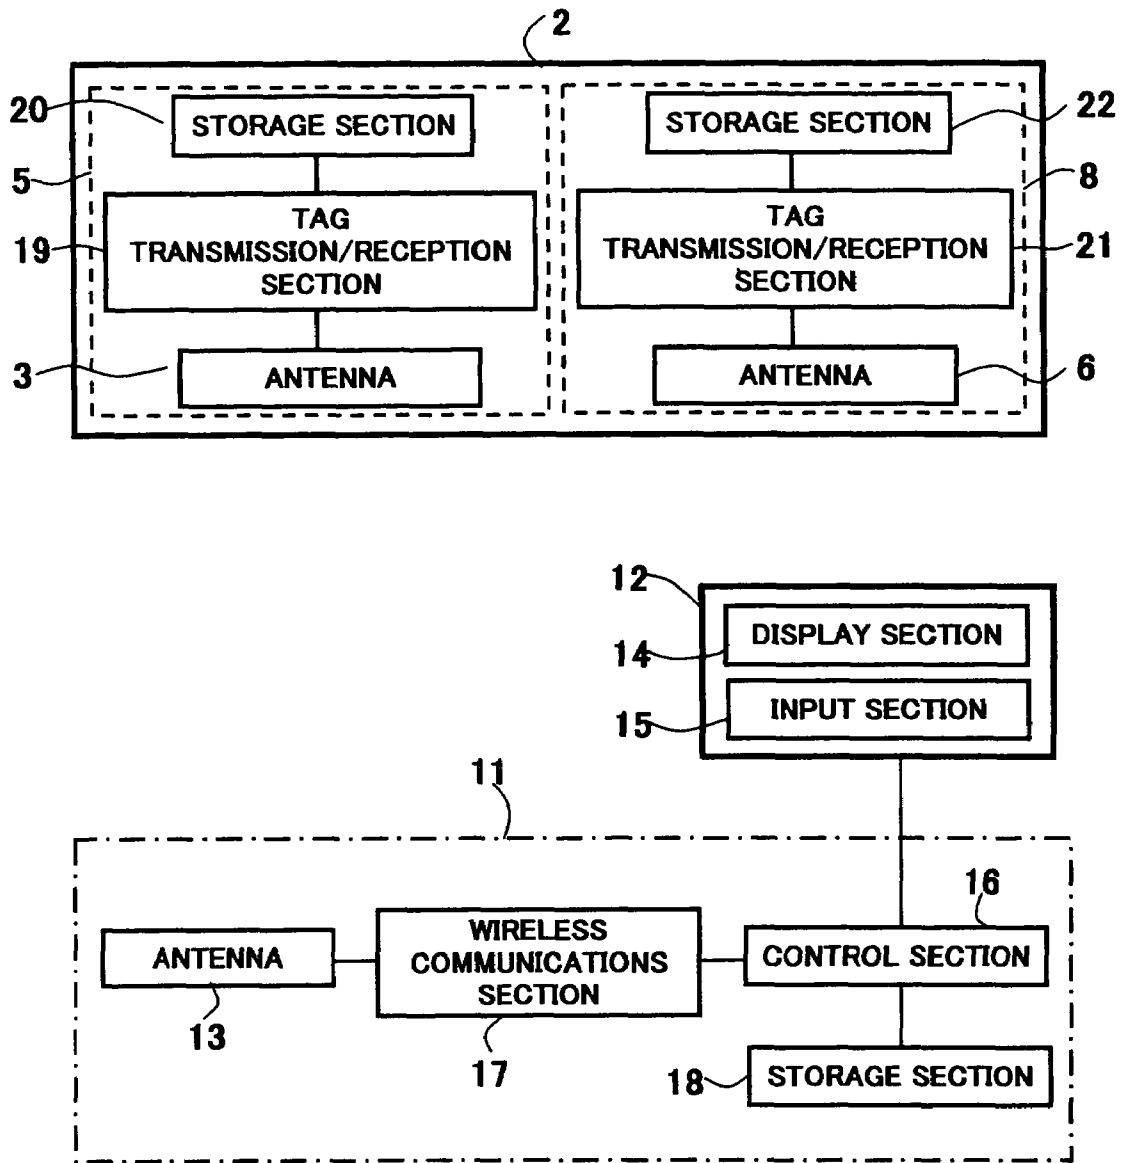 2
20
STORAGE SECTION
STORAGE SECTION
22
5
8
19
TAG
TRANSMISSION/RECEPTION
SECTION
TAG
TRANSMISSION/RECEPTION
SECTION
21
3
ANTENNA
ANTENNA
6
12
DISPLAY SECTION
14
INPUT SECTION
15
11
16
ANTENNA
WIRELESS
COMMUNICATIONS
SECTION
CONTROL SECTION
13
17
18
STORAGE SECTION